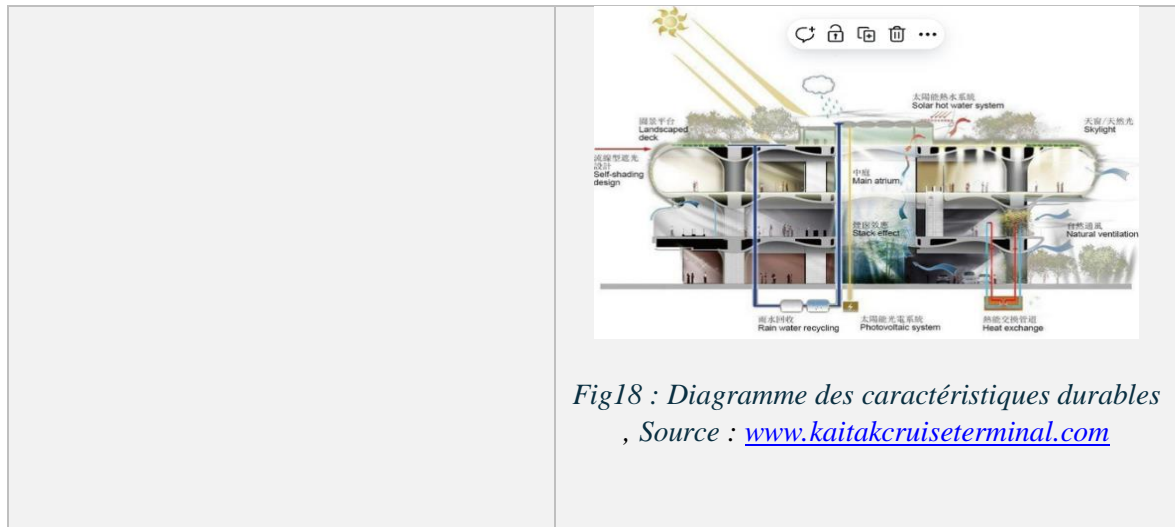 太陽能熱水系統
Solar hot water system
園景平台
Landscaped
deck
天窗/天然光
Skylight
流線型遮光
設計
Self-shading
design
中庭
Main atrium
煙囪效應
Stack effect
自然通風
Natural ventilation
雨水回收
Rain water recycling
太陽能光電系統
Photovoltaic system
熱能交換管道
Heat exchange
Fig18 : Diagramme des caractéristiques durables
, Source : www.kaitakcruiseterminal.com